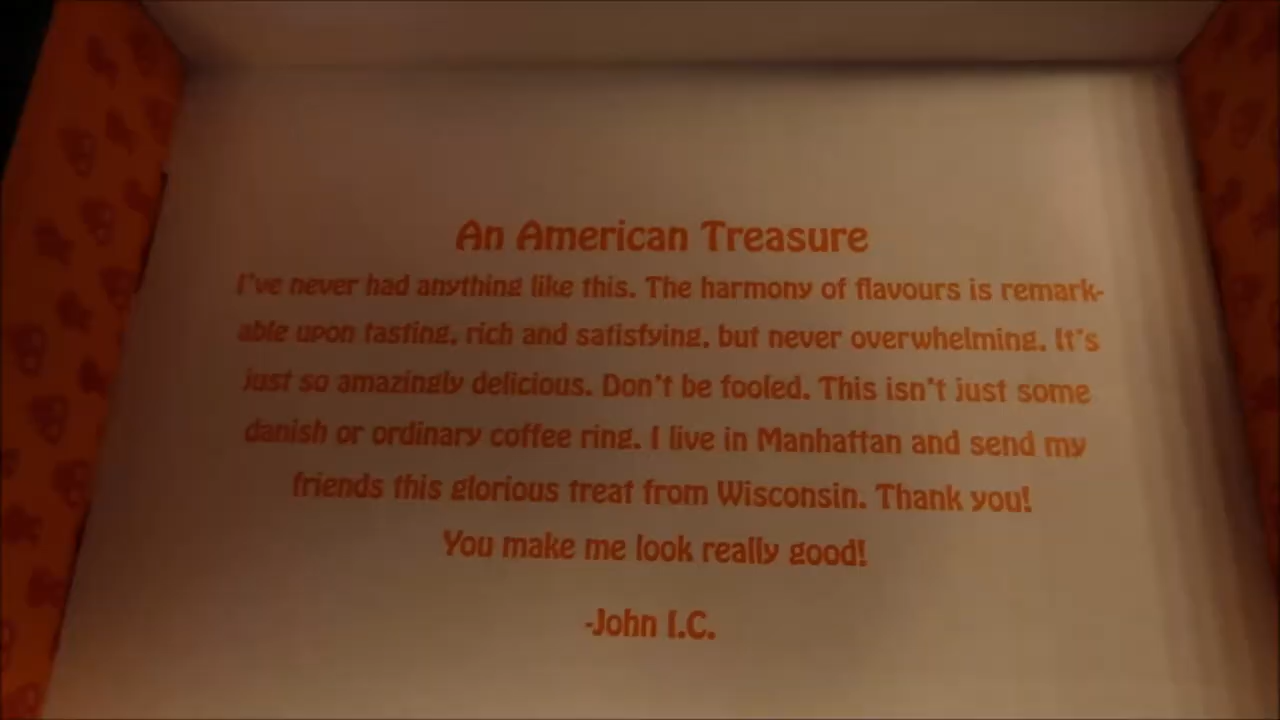 An American Treasure
I've never had anything like this. The harmony of flavours is remark-
able upon tasting, rich and satisfying, but never overwhelming. It's
just so amazingly delicious. Don't be fooled. This isn't just some
danish or ordinary coffee ring. I live in Manhattan and send my
friends this glorious treat from Wisconsin. Thank you!
You make me look really good!
-John I.C.